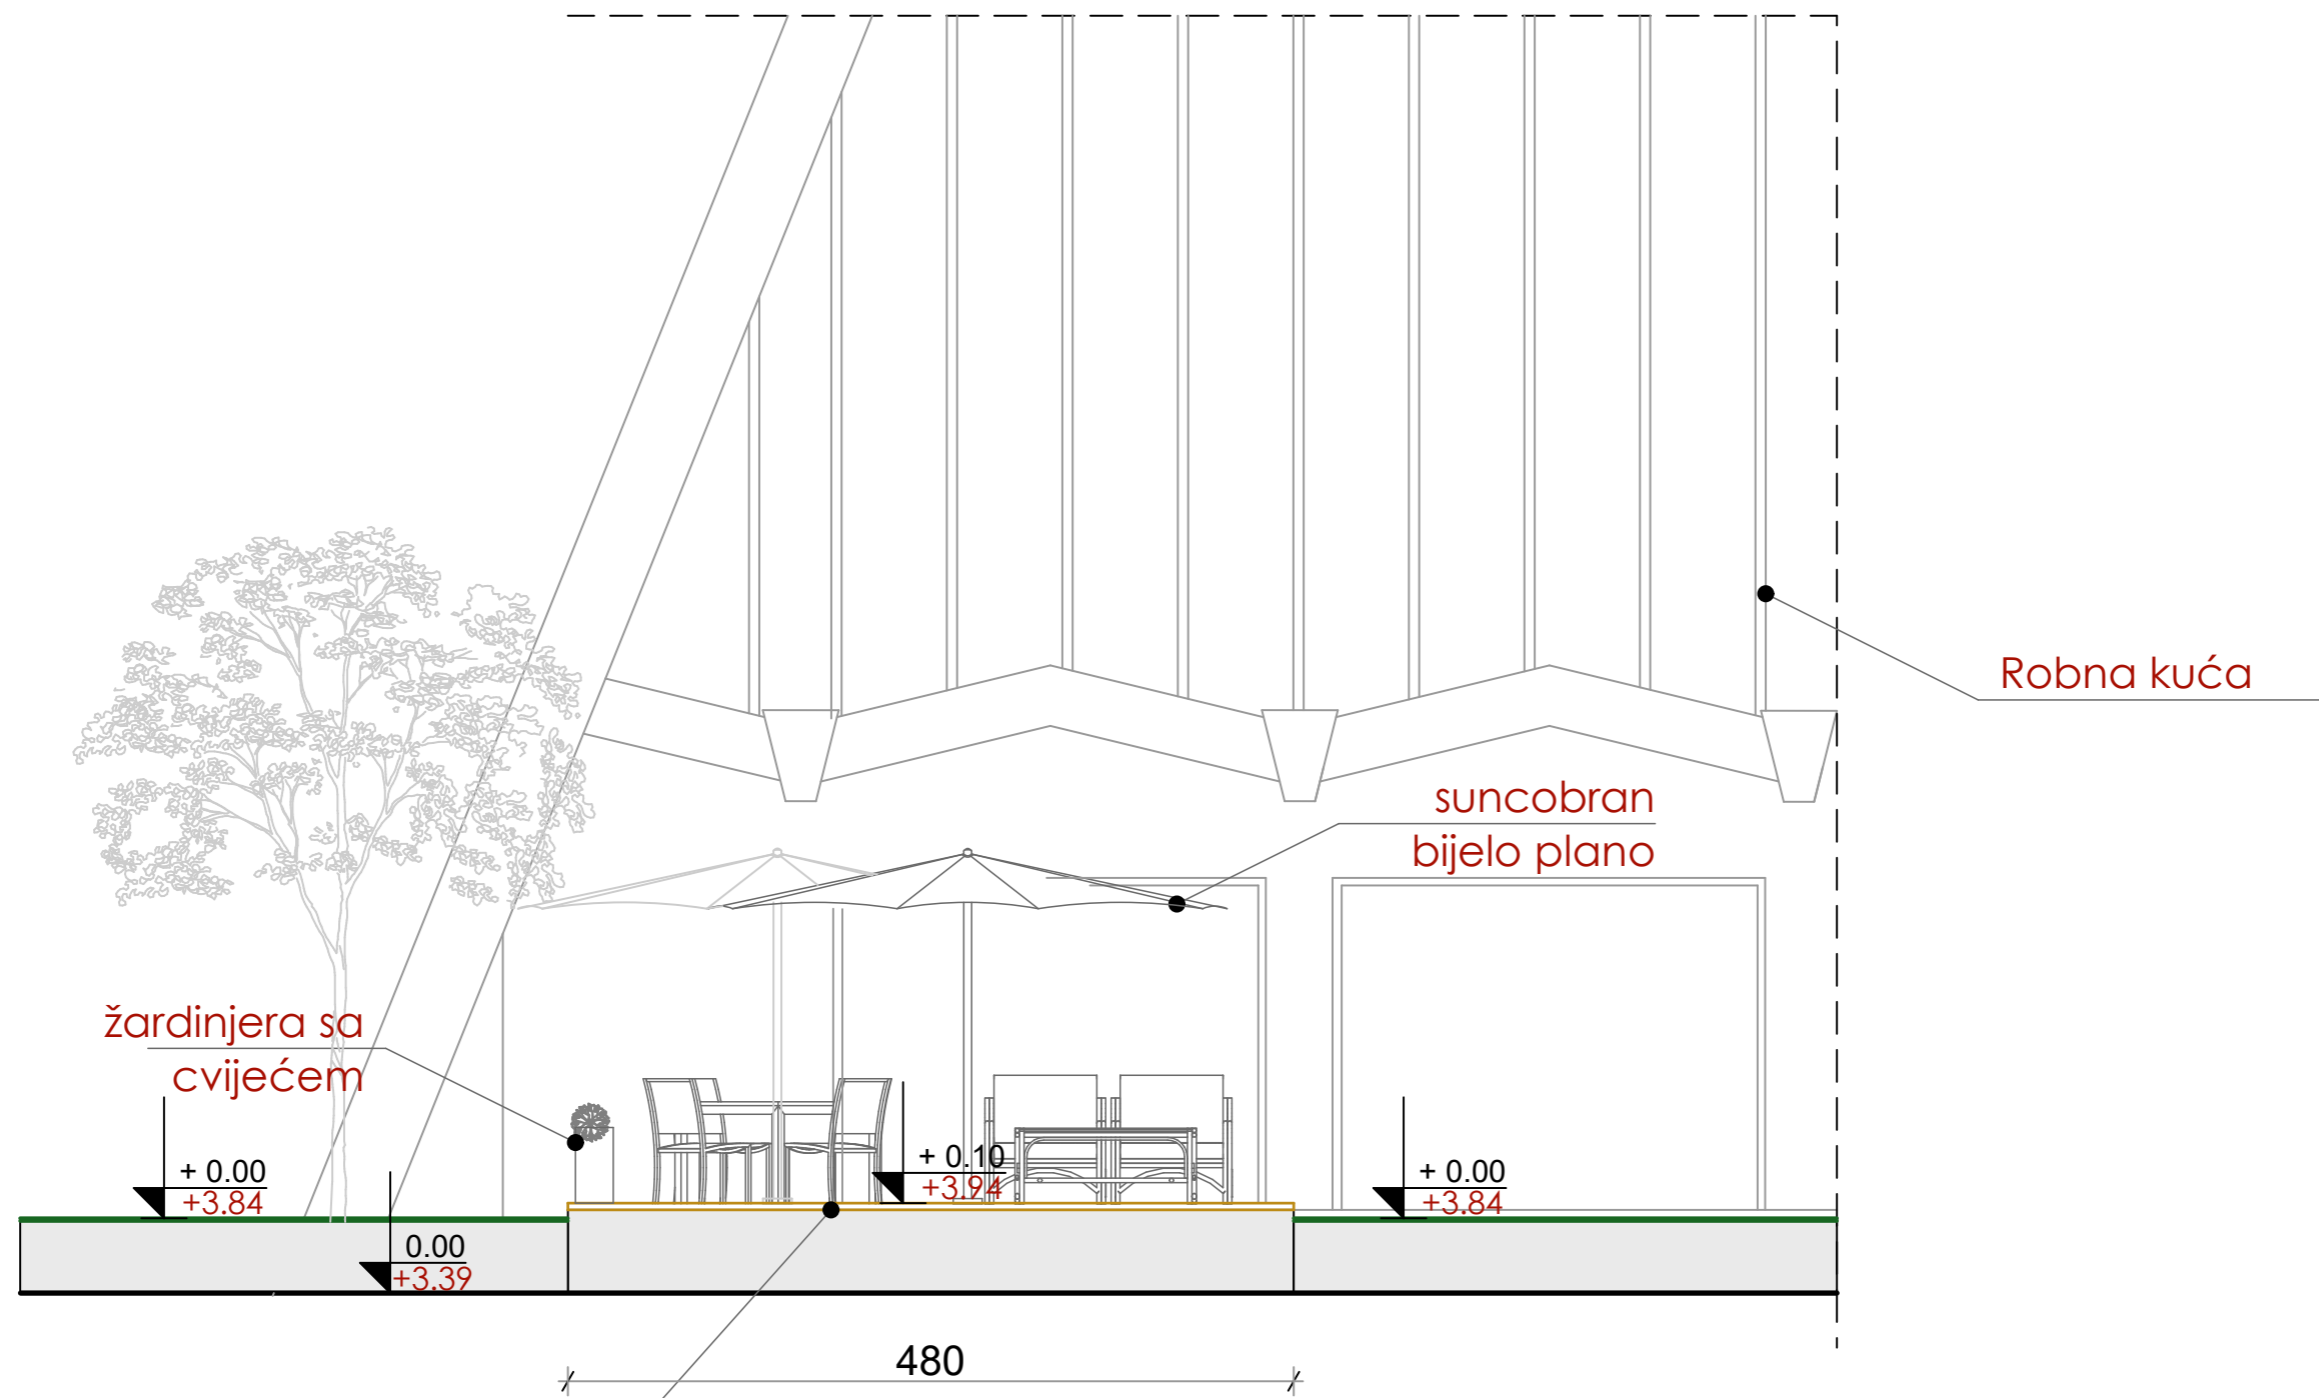 Robna kuća
suncobran
bijelo plano
žardinjera sa
cvijećem
+ 0.00
+3.84
0.00
+3.39
+ 0.10
+3.94
+ 0.00
+3.84
480